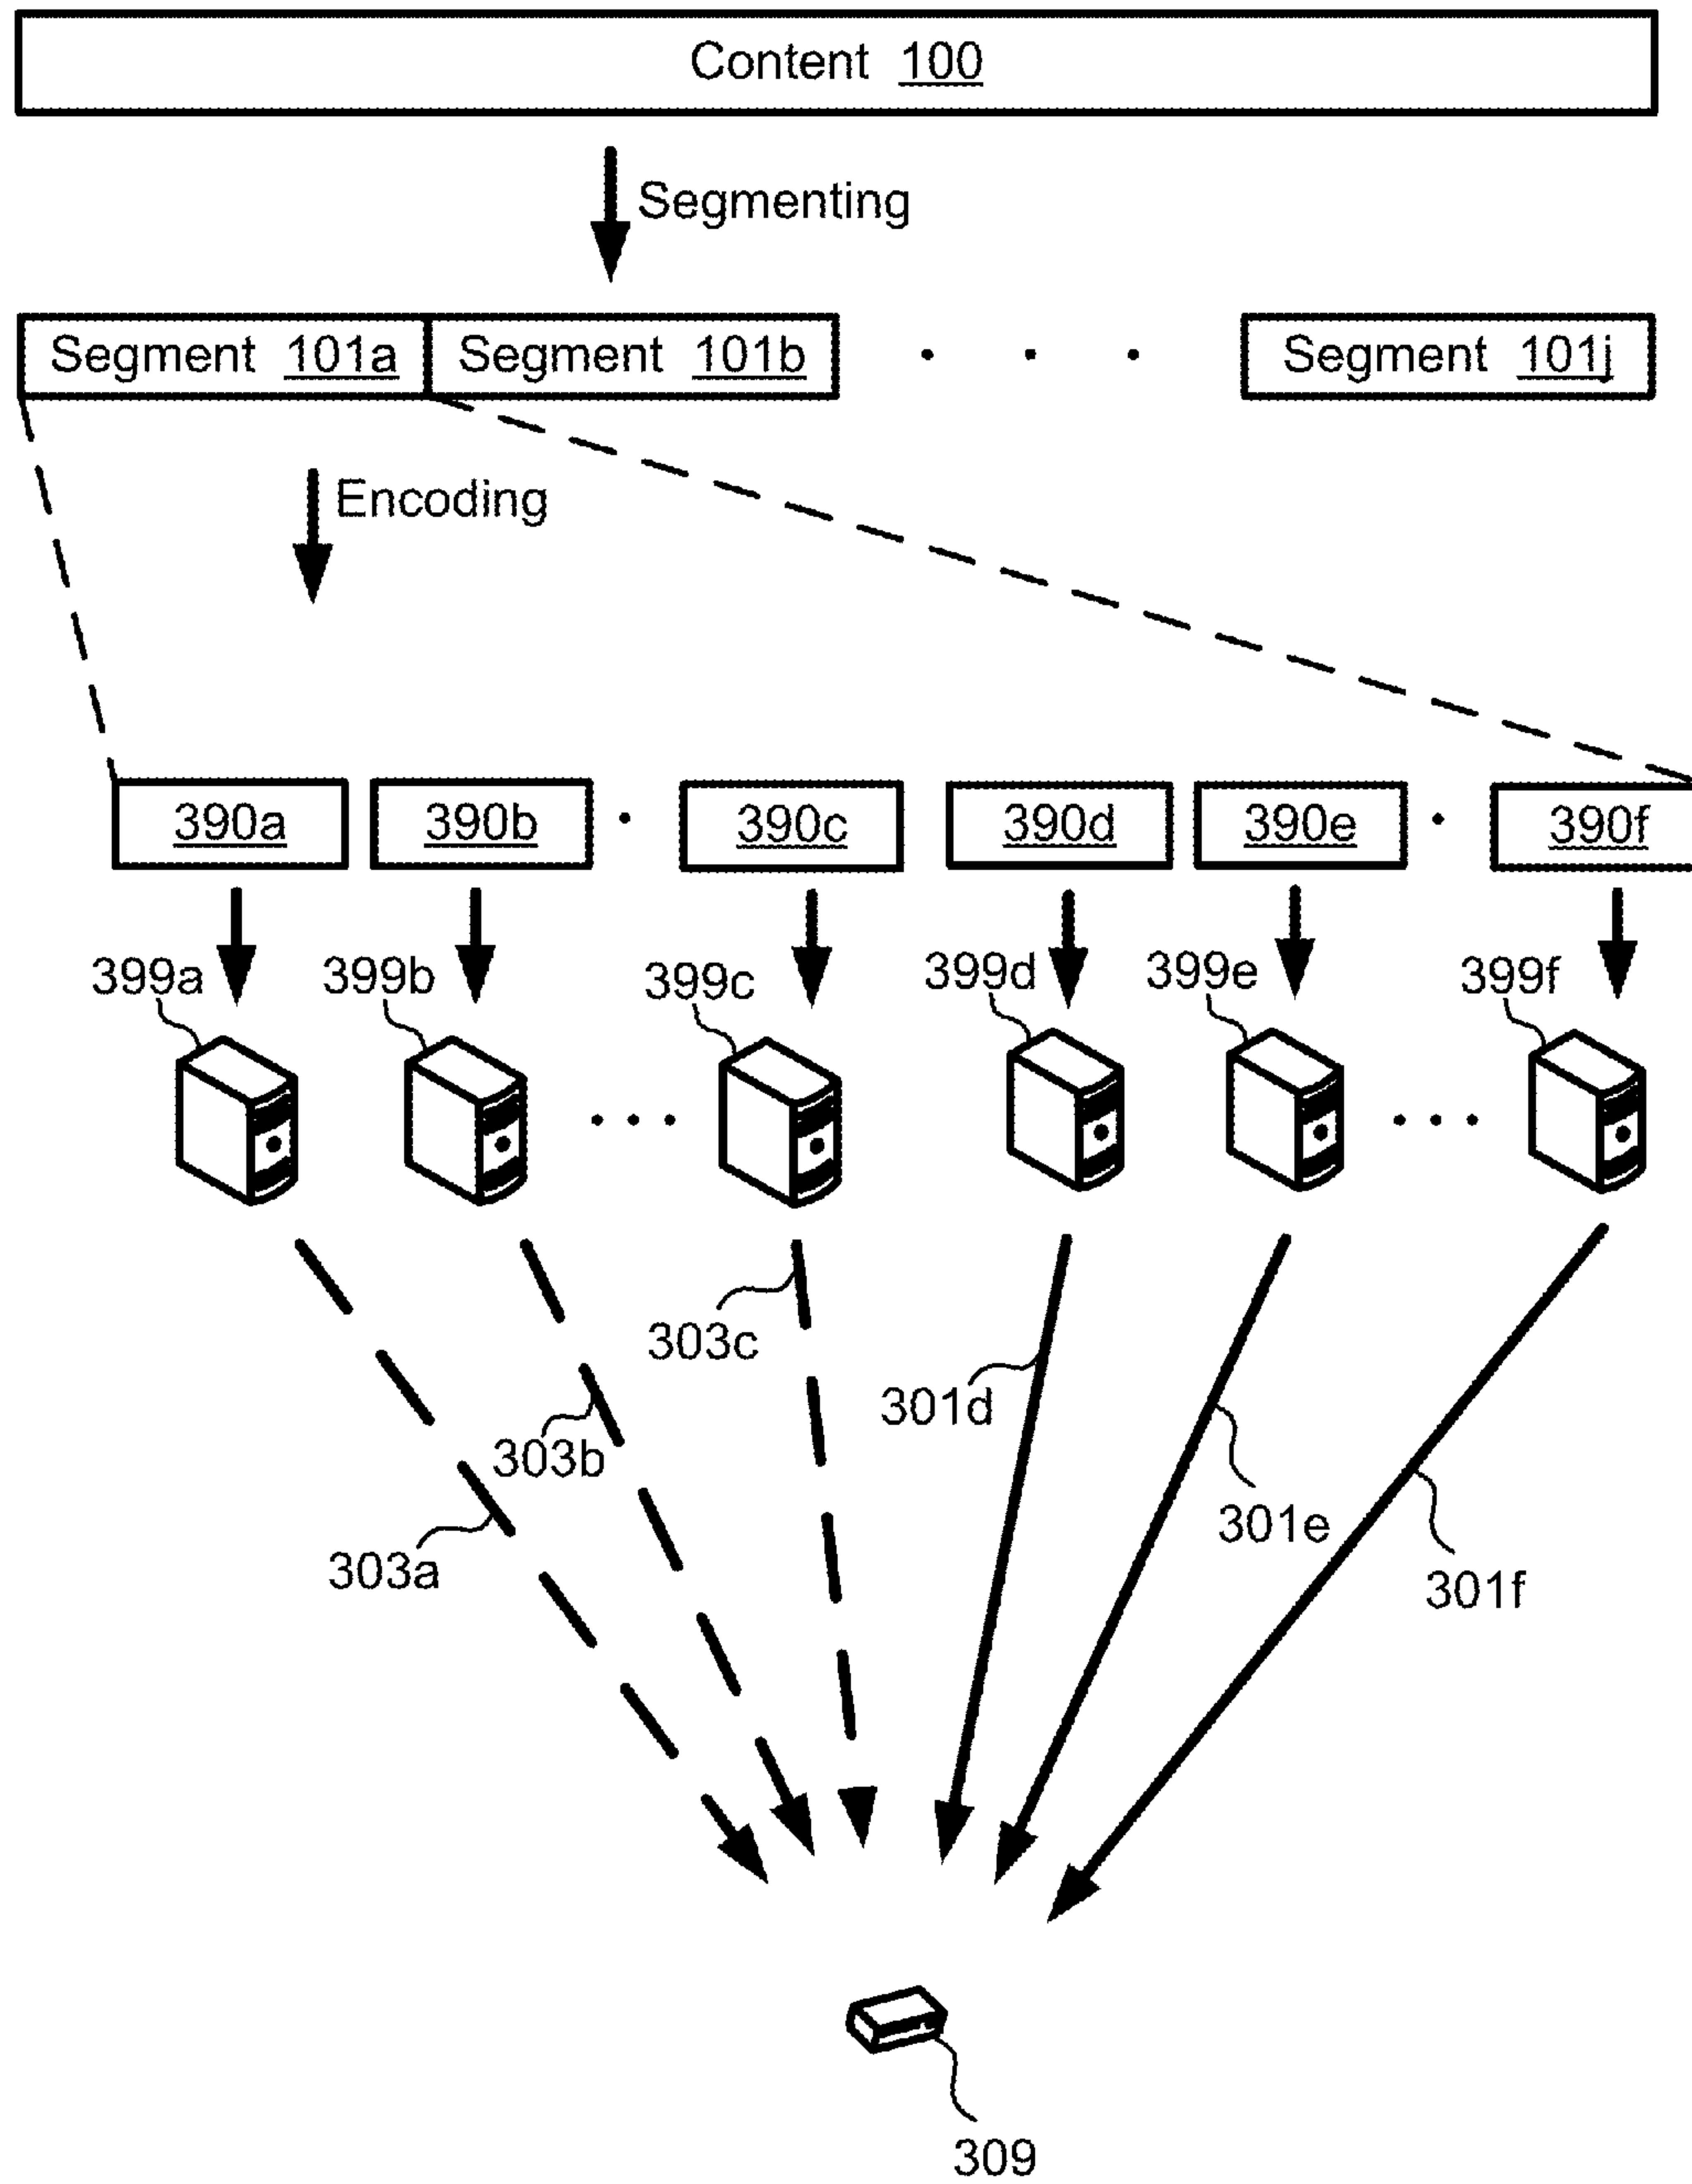 Content 100
Segmenting
Segment 101a Segment 101b . . . Segment 101j
Encoding
390a 390b . 390c 390d 390e . 390f
399a 399b 399c 399d 399e 399f
. . . . . .
303c
301d
303b
301e
303a
301f
309